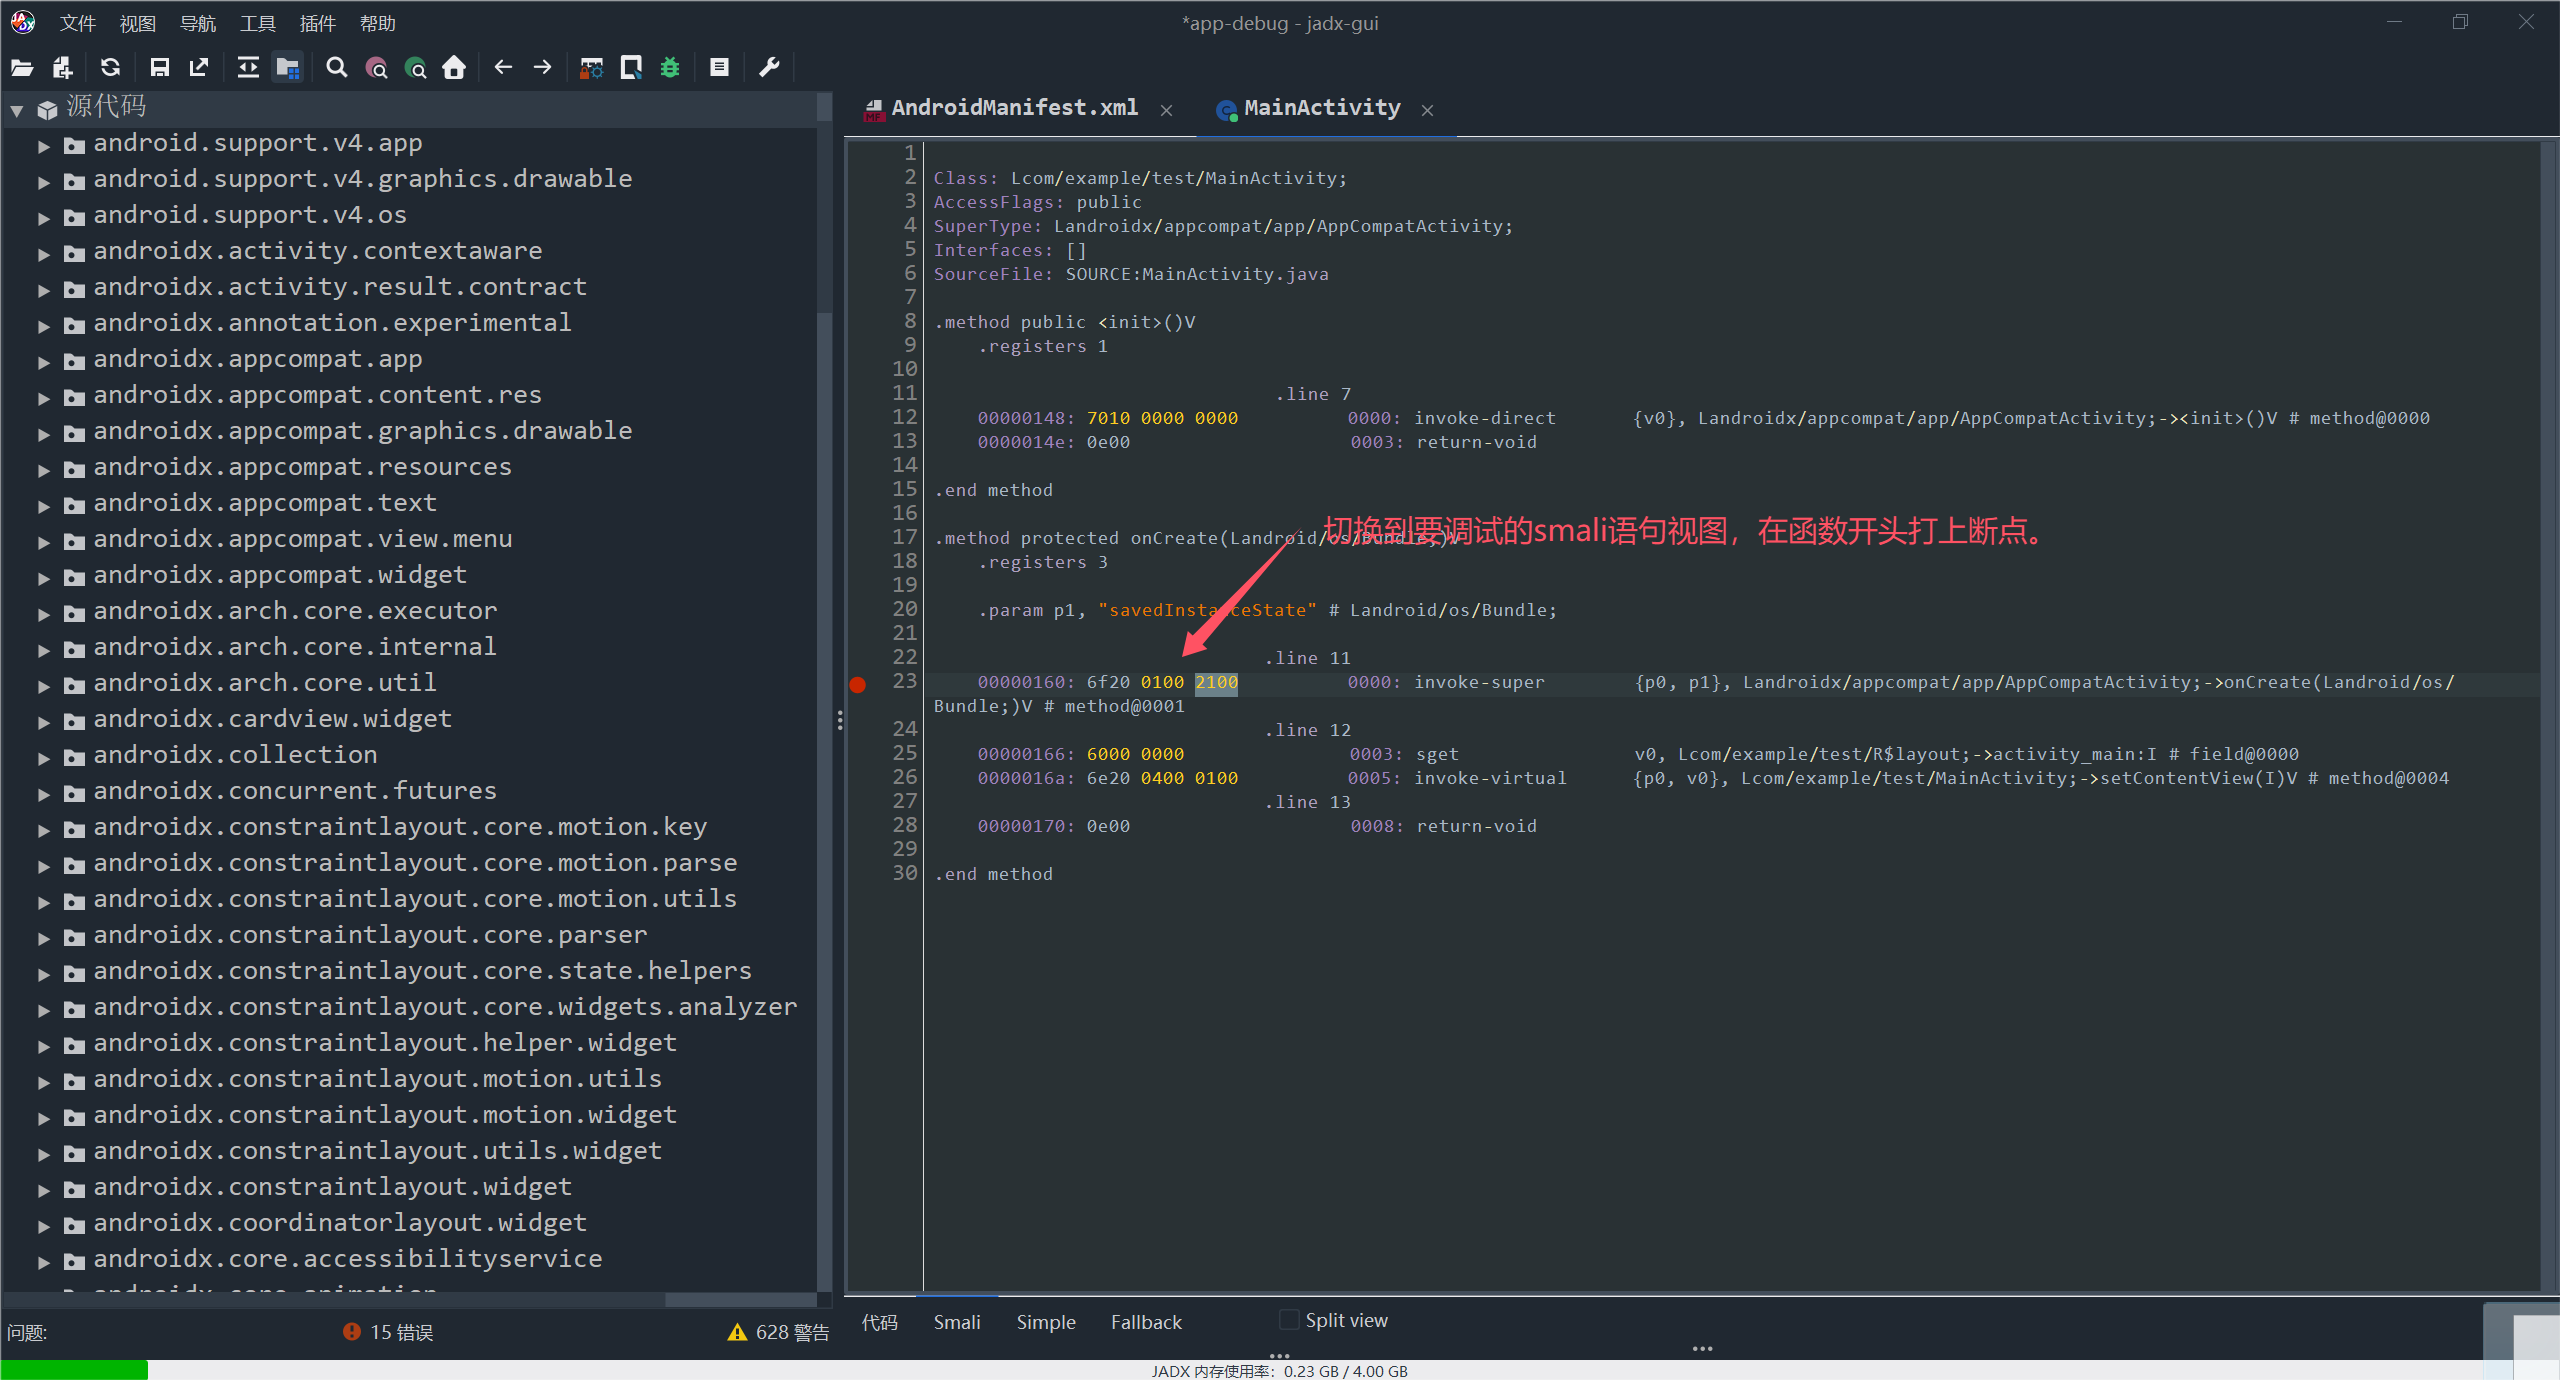 文件 视图 导航 工具 插件 帮助
*app-debug - jadx-gui
源代码
android.support.v4.app
android.support.v4.graphics.drawable
android.support.v4.os
androidx.activity.contextaware
androidx.activity.result.contract
androidx.annotation.experimental
androidx.appcompat.app
androidx.appcompat.content.res
androidx.appcompat.graphics.drawable
androidx.appcompat.resources
androidx.appcompat.text
androidx.appcompat.view.menu
androidx.appcompat.widget
androidx.arch.core.executor
androidx.arch.core.internal
androidx.arch.core.util
androidx.cardview.widget
androidx.collection
androidx.concurrent.futures
androidx.constraintlayout.core.motion.key
androidx.constraintlayout.core.motion.parse
androidx.constraintlayout.core.motion.utils
androidx.constraintlayout.core.parser
androidx.constraintlayout.core.state.helpers
androidx.constraintlayout.core.widgets.analyzer
androidx.constraintlayout.helper.widget
androidx.constraintlayout.motion.utils
androidx.constraintlayout.motion.widget
androidx.constraintlayout.utils.widget
androidx.constraintlayout.widget
androidx.coordinatorlayout.widget
androidx.core.accessibilityservice
androidx.core.animation
问题: 15 错误 628 警告
AndroidManifest.xml MainActivity
1
2 Class: Lcom/example/test/MainActivity;
3 AccessFlags: public
4 SuperType: Landroidx/appcompat/app/AppCompatActivity;
5 Interfaces: []
6 SourceFile: SOURCE:MainActivity.java
7
8 .method public <init>()V
9 .registers 1
10
11 .line 7
12 00000148: 7010 0000 0000 0000: invoke-direct {v0}, Landroidx/appcompat/app/AppCompatActivity;-><init>()V # method@0000
13 0000014e: 0e00 0003: return-void
14
15 .end method
16
切换到要调试的smali语句视图，在函数开头打上断点。
17 .method protected onCreate(Landroid/os/Bundle;)V
18 .registers 3
19
20 .param p1, "savedInstanceState" # Landroid/os/Bundle;
21
22 .line 11
23 00000160: 6f20 0100 2100 0000: invoke-super {p0, p1}, Landroidx/appcompat/app/AppCompatActivity;->onCreate(Landroid/os/
Bundle;)V # method@0001
24 .line 12
25 00000166: 6000 0000 0003: sget v0, Lcom/example/test/R$layout;->activity_main:I # field@0000
26 0000016a: 6e20 0400 0100 0005: invoke-virtual {p0, v0}, Lcom/example/test/MainActivity;->setContentView(I)V # method@0004
27 .line 13
28 00000170: 0e00 0008: return-void
29
30 .end method
代码 Smali Simple Fallback Split view
JADX 内存使用率: 0.23 GB / 4.00 GB